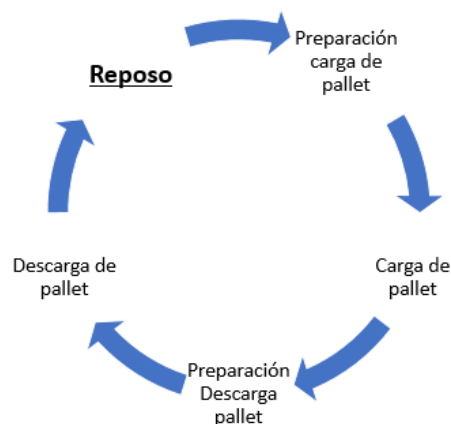 Reposo
Preparación
carga de
pallet
Carga de
pallet
Preparación
Descarga
pallet
Descarga de
pallet